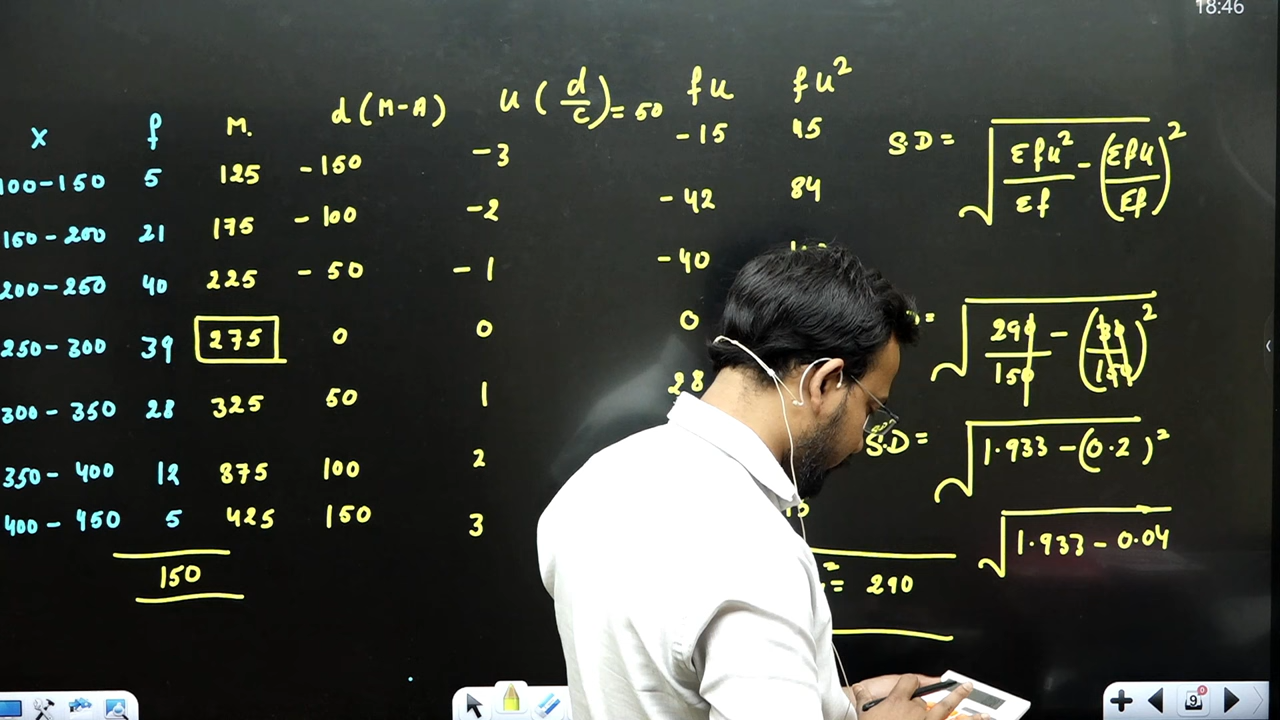 18:46
X f M. d (M-A) u (d/c) = 50 fu fu²
100-150 5 125 -150 -3 -15 45
150-200 21 175 -100 -2 -42 84
200-250 40 225 -50 -1 -40
250-300 39 275 0 0 0
300-350 28 325 50 1 28
350-400 12 875 100 2
400-450 5 425 150 3
150
= 290
S.D = √(Σfu²/Σf - (Σfu/Σf)²)
= √(290/150 -
S.D = √(1.933 - (0.2)²)
√(1.933 - 0.04
9